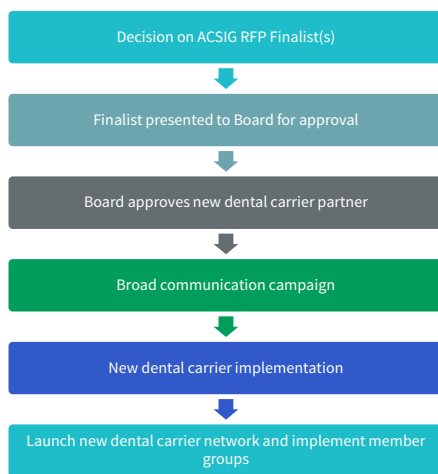 Decision on ACSIG RFP Finalist(s)
Finalist presented to Board for approval
Board approves new dental carrier partner
Broad communication campaign
New dental carrier implementation
Launch new dental carrier network and implement member
groups